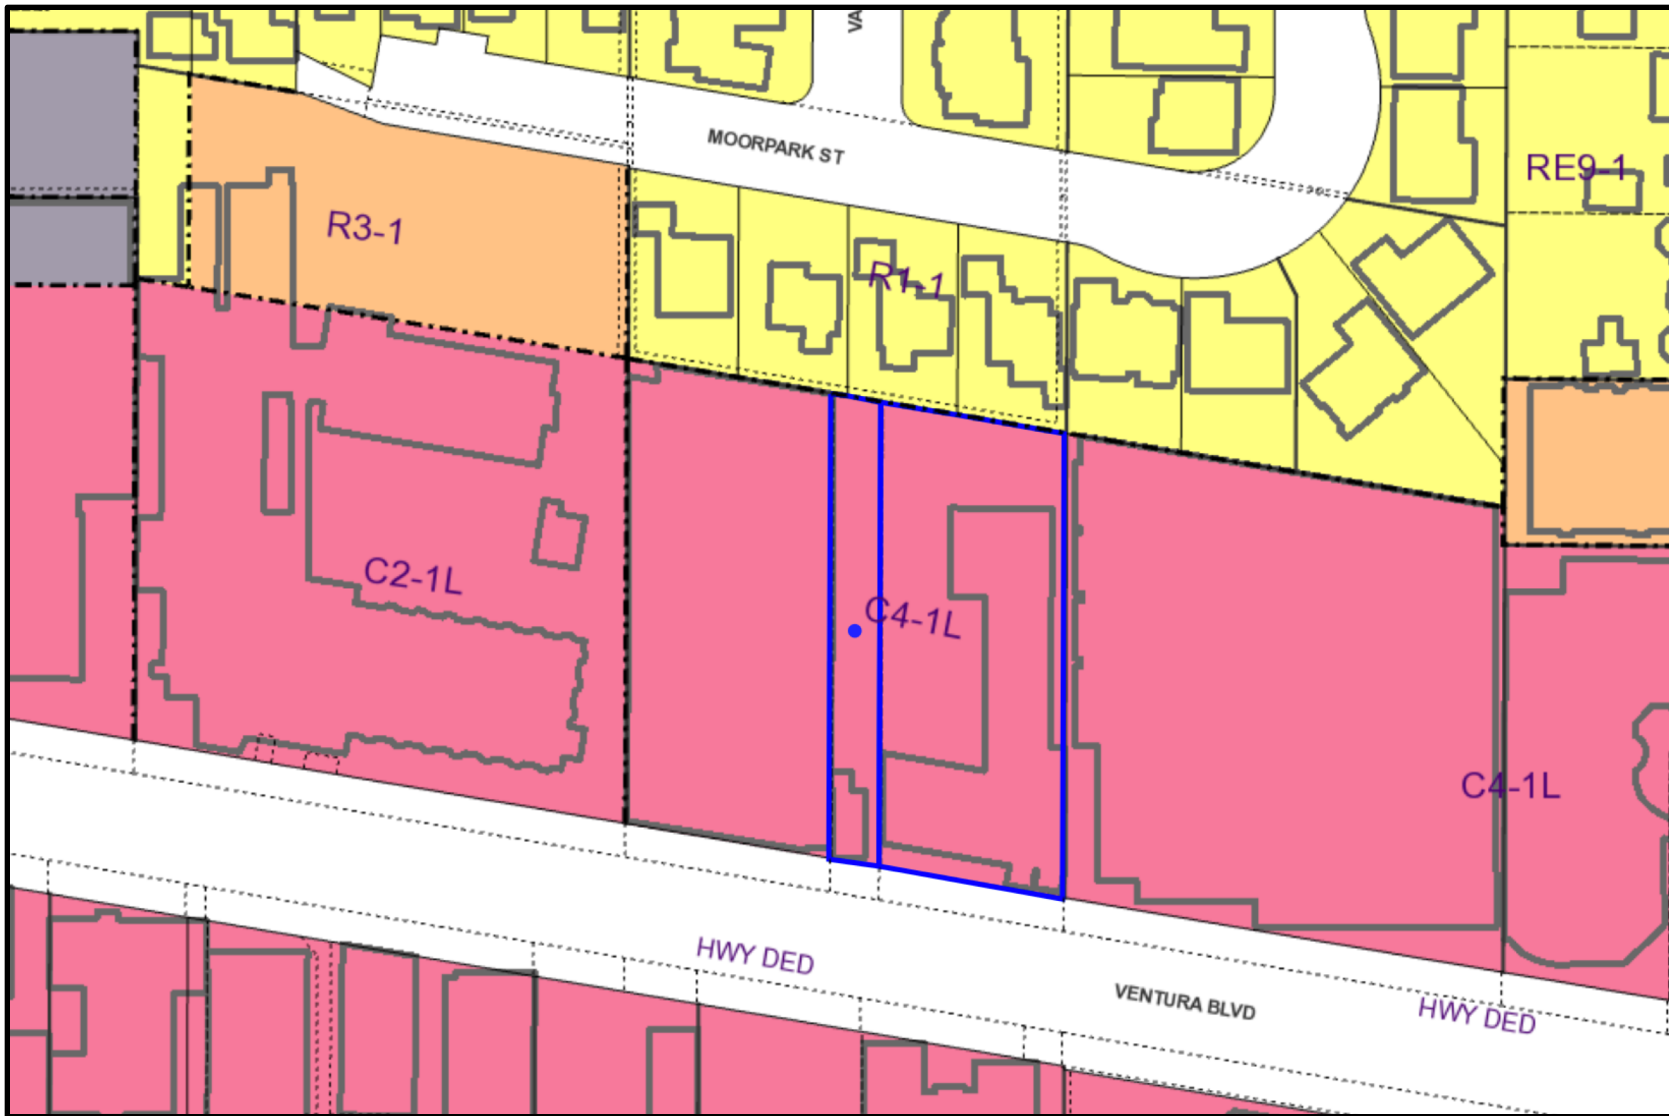 VA
MOORPARK ST
RE9-1
R3-1
R1-1
C2-1L
C4-1L
C4-1L
HWY DED
VENTURA BLVD
HWY DED